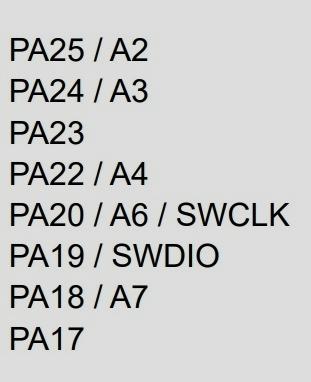 PA25 / A2
PA24 / A3
PA23
PA22 / A4
PA20 / A6 / SWCLK
PA19 / SWDIO
PA18 / A7
PA17